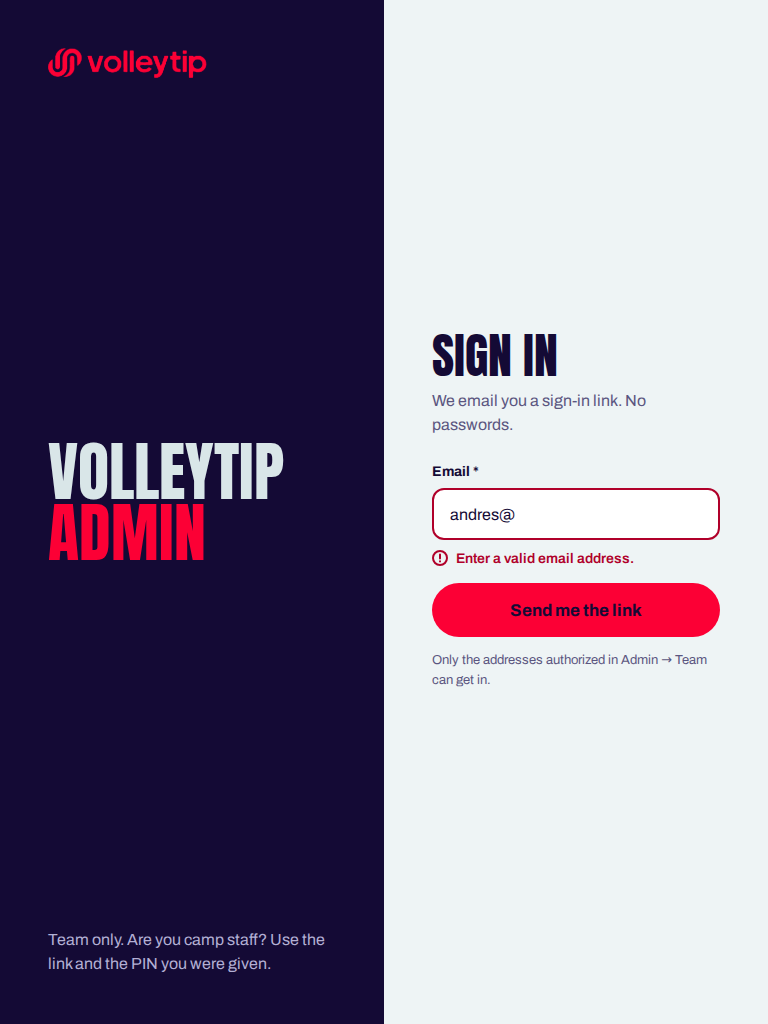 volleytip
VOLLEYTIP
ADMIN
Team only. Are you camp staff? Use the
link and the PIN you were given.
SIGN IN
We email you a sign-in link. No
passwords.
Email *
andres@
Enter a valid email address.
Send me the link
Only the addresses authorized in Admin → Team
can get in.